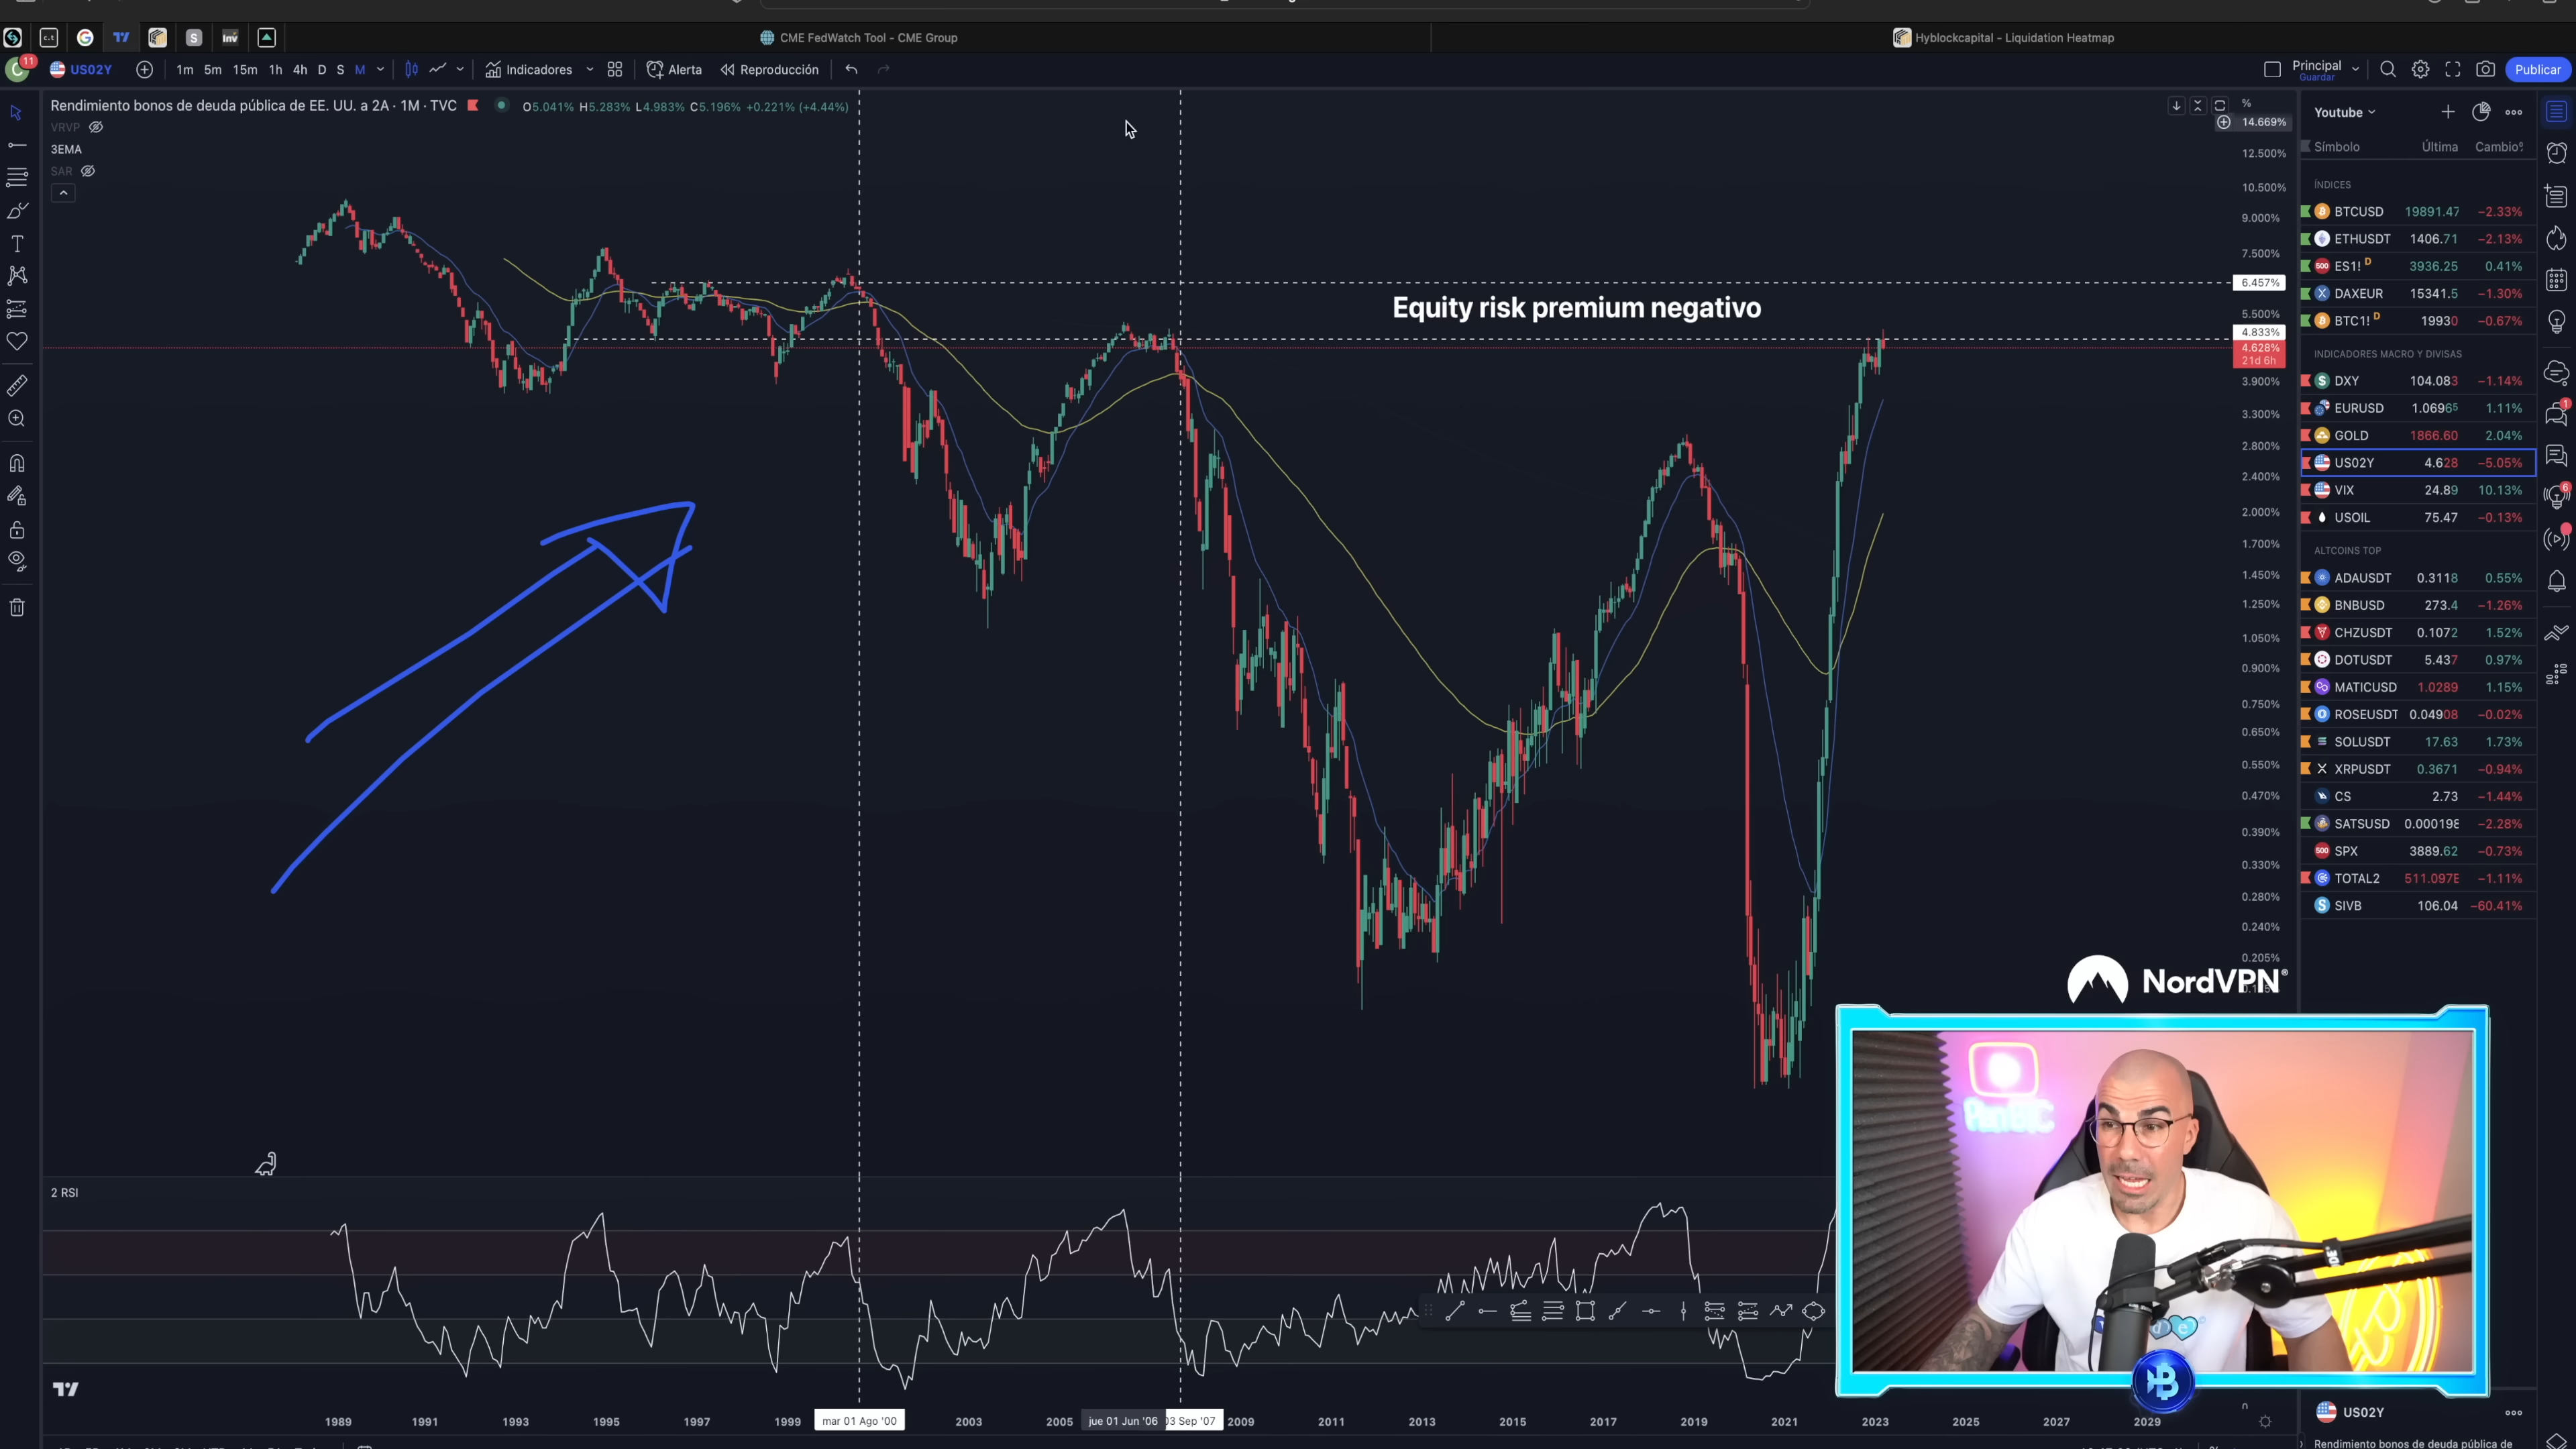 CME FedWatch Tool - CME Group
Hyblockcapital - Liquidation Heatmap
11
US02Y
1m 5m 15m 1h 4h D S M
Indicadores
Alerta
Reproducción
Principal
Guardar
Publicar
Rendimiento bonos de deuda pública de EE. UU. a 2A · 1M · TVC
O5.041% H5.283% L4.983% C5.196% +0.221% (+4.44%)
VRVP
3EMA
SAR
Equity risk premium negativo
%
14.669%
12.500%
10.500%
9.000%
7.500%
6.457%
5.500%
4.833%
4.628%
21d 6h
3.900%
3.300%
2.800%
2.400%
2.000%
1.700%
1.450%
1.250%
1.050%
0.900%
0.750%
0.650%
0.550%
0.470%
0.390%
0.330%
0.280%
0.240%
0.205%
Youtube
Símbolo Última Cambio%
ÍNDICES
BTCUSD 19891.47 −2.33%
ETHUSDT 1406.71 −2.13%
ES1! D 3936.25 0.41%
DAXEUR 15341.5 −1.30%
BTC1! D 19930 −0.67%
INDICADORES MACRO Y DIVISAS
DXY 104.083 −1.14%
EURUSD 1.06965 1.11%
GOLD 1866.60 2.04%
US02Y 4.628 −5.05%
VIX 24.89 10.13%
USOIL 75.47 −0.13%
ALTCOINS TOP
ADAUSDT 0.3118 0.55%
BNBUSD 273.4 −1.26%
CHZUSDT 0.1072 1.52%
DOTUSDT 5.437 0.97%
MATICUSD 1.0289 1.15%
ROSEUSDT 0.04908 −0.02%
SOLUSDT 17.63 1.73%
XRPUSDT 0.3671 −0.94%
CS 2.73 −1.44%
SATSUSD 0.000198 −2.28%
SPX 3889.62 −0.73%
TOTAL2 511.097E −1.11%
SIVB 106.04 −60.41%
NordVPN®
2 RSI
1989 1991 1993 1995 1997 1999 mar 01 Ago '00 2003 2005 jue 01 Jun '06 03 Sep '07 2009 2011 2013 2015 2017 2019 2021 2023 2025 2027 2029
US02Y
Rendimiento bonos de deuda pública de